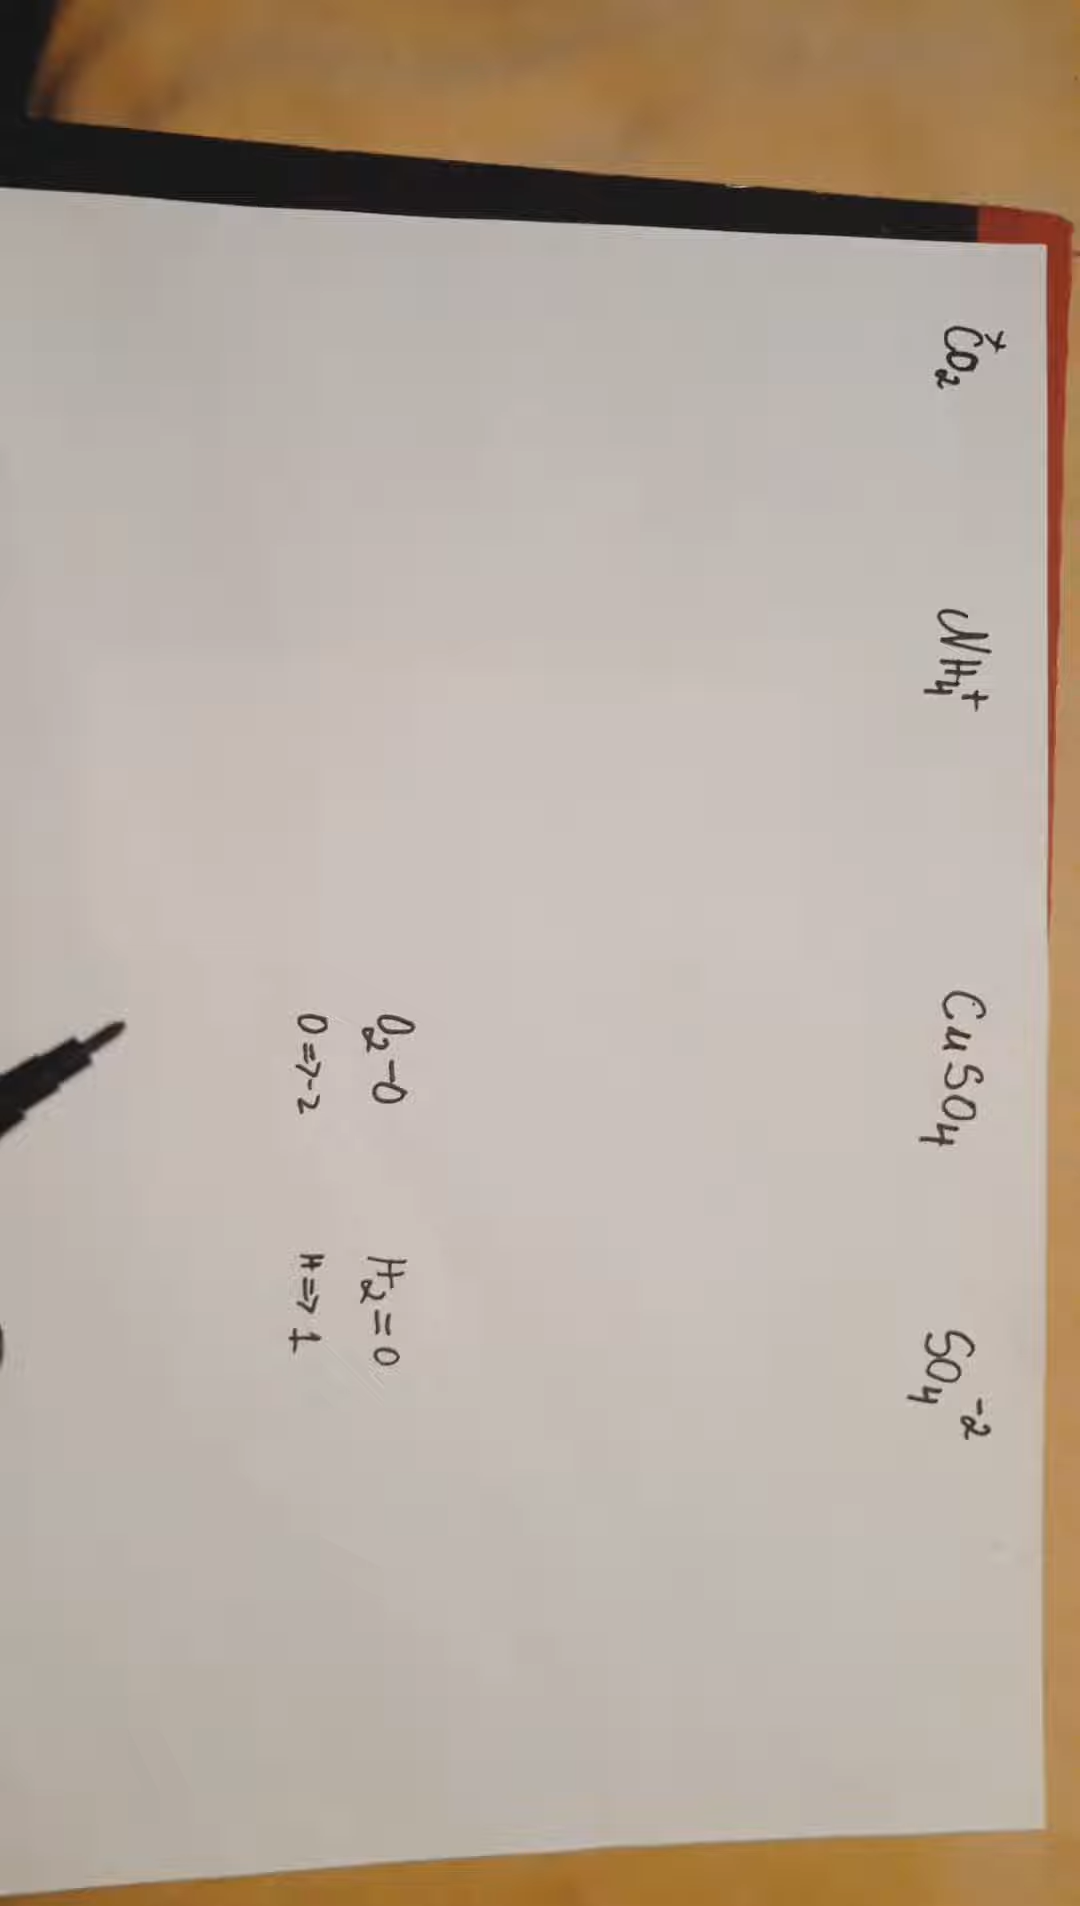 x
CO₂ NH₄⁺ CuSO₄ SO₄⁻²
O₂-0 H₂=0
O=>-2 H=>1